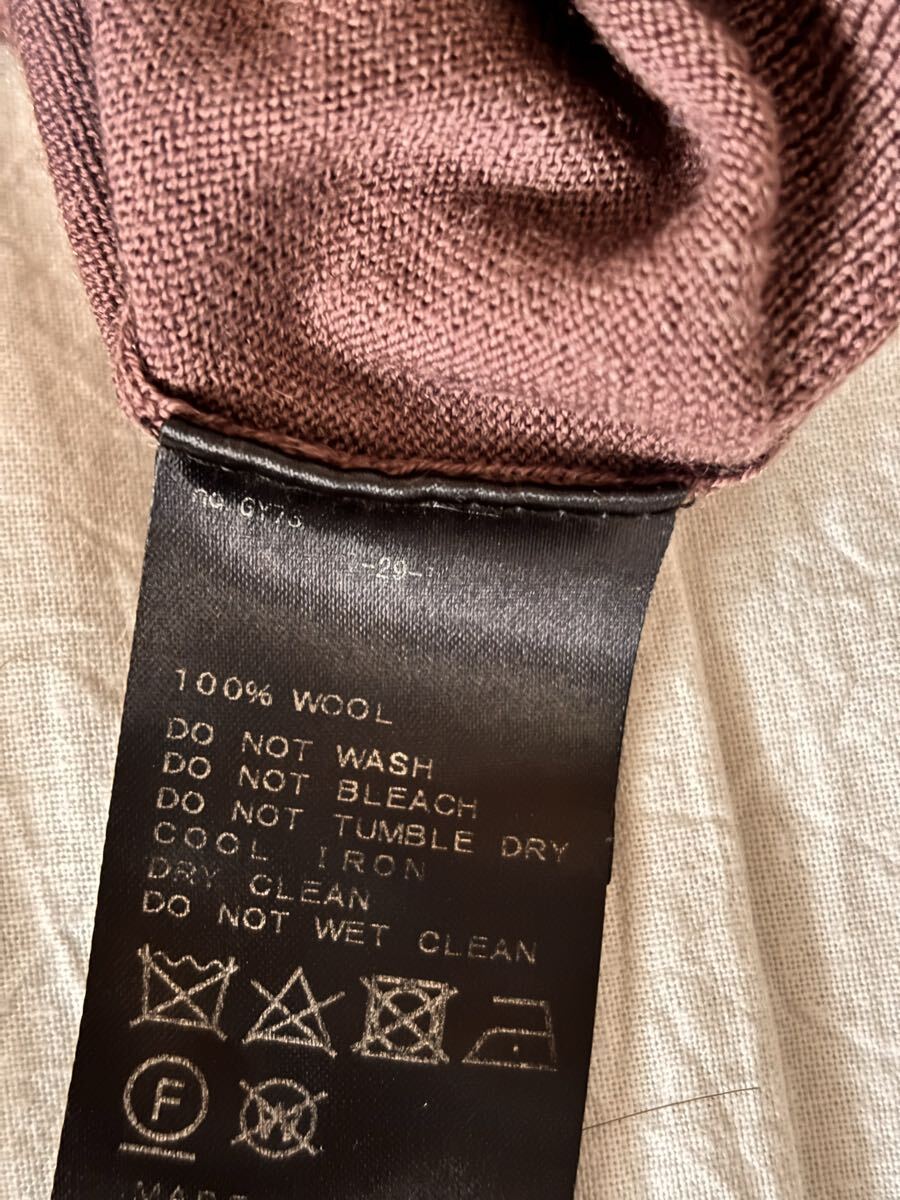 -29-
100% WOOL
DO NOT WASH
DO NOT BLEACH
DO NOT TUMBLE DRY
COOL IRON
DRY CLEAN
DO NOT WET CLEAN
F
W